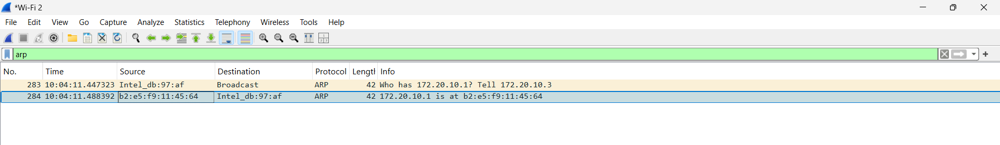 *Wi-Fi 2
File Edit View Go Capture Analyze Statistics Telephony Wireless Tools Help
arp
No. Time Source Destination Protocol Lengtl Info
283 10:04:11.447323 Intel_db:97:af Broadcast ARP 42 Who has 172.20.10.1? Tell 172.20.10.3
284 10:04:11.488392 b2:e5:f9:11:45:64 Intel_db:97:af ARP 42 172.20.10.1 is at b2:e5:f9:11:45:64